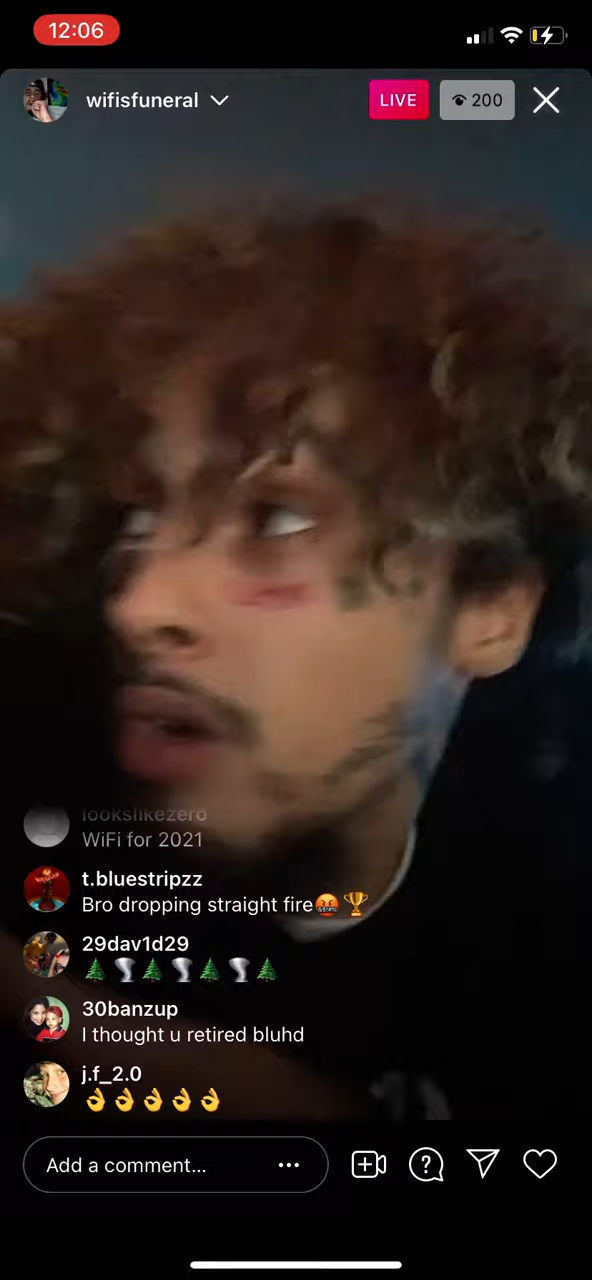 12:06
wifisfuneral
LIVE
200
lookslikezero
WiFi for 2021
t.bluestripzz
Bro dropping straight fire🤬🏆
29dav1d29
🌲🌪️🌲🌪️🌲🌪️🌲
30banzup
I thought u retired bluhd
j.f_2.0
👌👌👌👌👌
Add a comment...